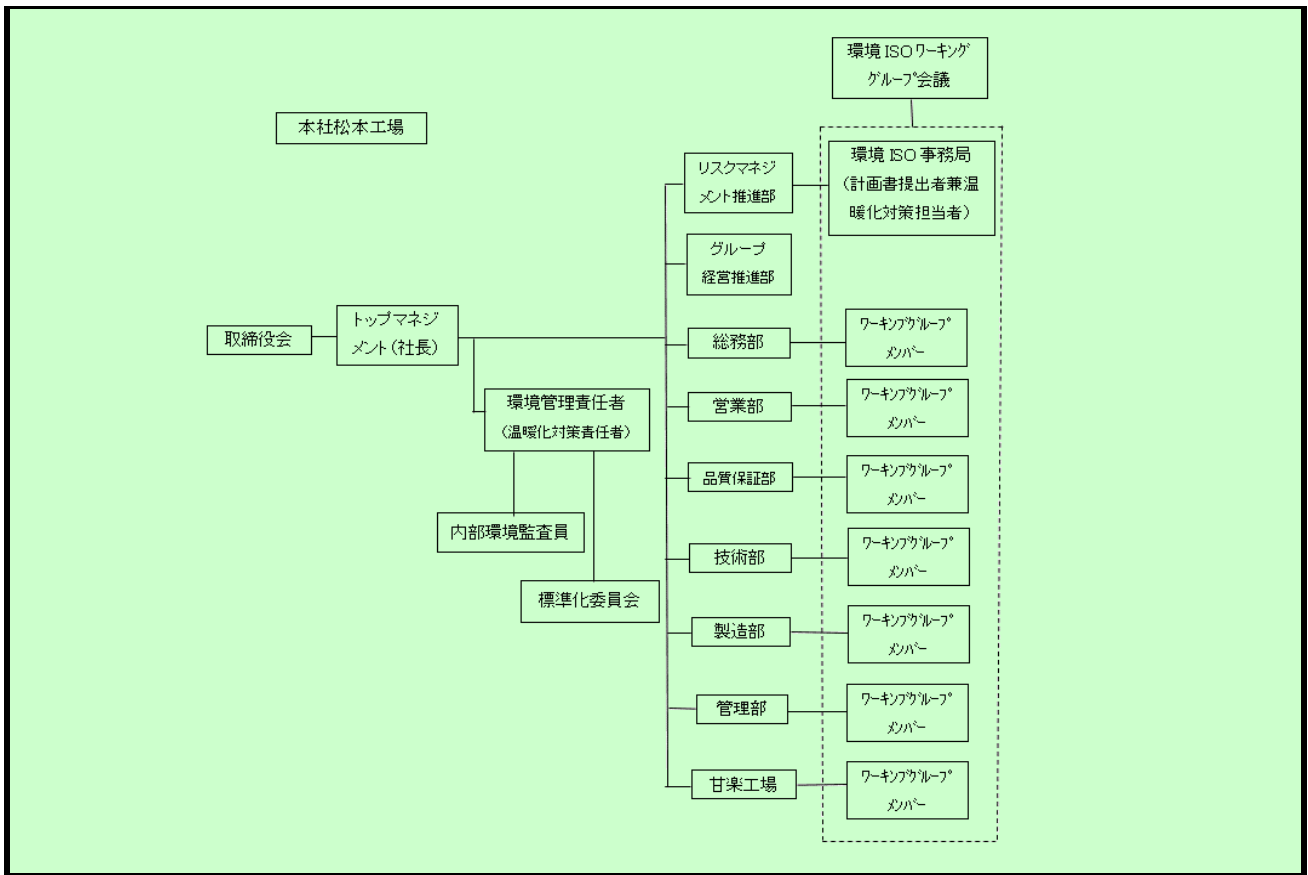 環境ISOワーキング
グループ会議
本社松本工場
リスクマネジ
メント推進部
環境ISO事務局
(計画書提出者兼温
暖化対策担当者)
グループ
経営推進部
取締役会
トップマネジ
メント(社長)
総務部
ワーキングブループ
メンバー
環境管理責任者
(温暖化対策責任者)
営業部
ワーキングブループ
メンバー
品質保証部
ワーキングブループ
メンバー
内部環境監査員
技術部
ワーキングブループ
メンバー
標準化委員会
製造部
ワーキングブループ
メンバー
管理部
ワーキングブループ
メンバー
甘楽工場
ワーキングブループ
メンバー